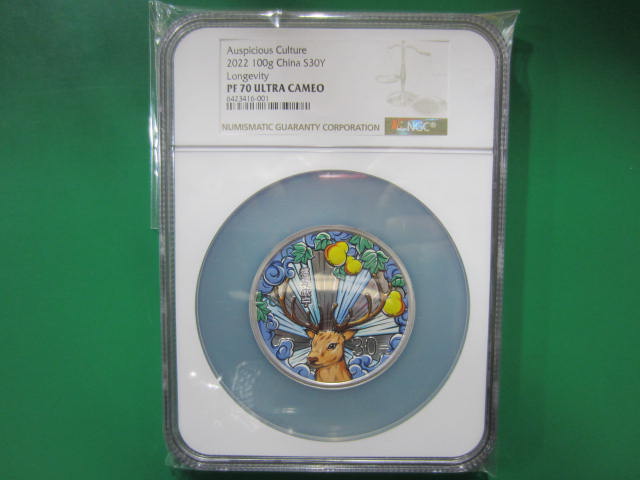 Auspicious Culture
2022 100g China S30Y
Longevity
PF 70 ULTRA CAMEO
6423416-001
NUMISMATIC GUARANTY CORPORATION
NGC®
30